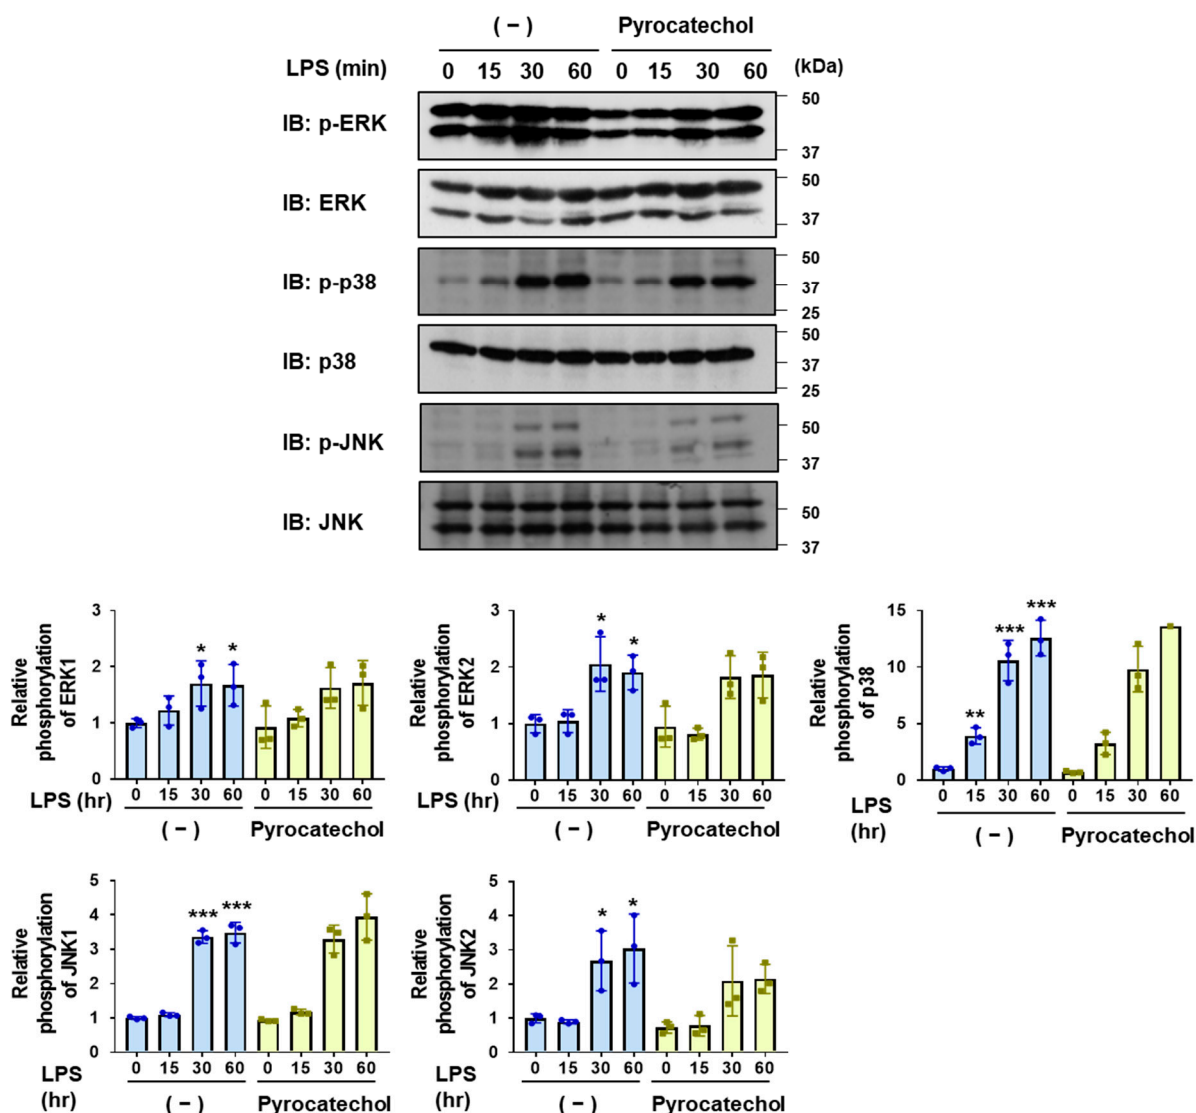 ( − ) Pyrocatechol
LPS (min) 0 15 30 60 0 15 30 60 (kDa)
IB: p-ERK 50
37
IB: ERK 50
37
IB: p-p38 50
37
25
IB: p38 50
37
25
IB: p-JNK 50
37
IB: JNK 50
37
Relative
phosphorylation
of ERK1
3
2
1
0
* *
0 15 30 60 0 15 30 60
LPS (hr)
( − ) Pyrocatechol
Relative
phosphorylation
of ERK2
3
2
1
0
* *
0 15 30 60 0 15 30 60
LPS (hr)
( − ) Pyrocatechol
Relative
phosphorylation
of p38
15
10
5
0
** *** ***
0 15 30 60 0 15 30 60
LPS
(hr)
( − ) Pyrocatechol
Relative
phosphorylation
of JNK1
5
4
3
2
1
0
*** ***
0 15 30 60 0 15 30 60
LPS
(hr)
( − ) Pyrocatechol
Relative
phosphorylation
of JNK2
5
4
3
2
1
0
* *
0 15 30 60 0 15 30 60
LPS
(hr)
( − ) Pyrocatechol